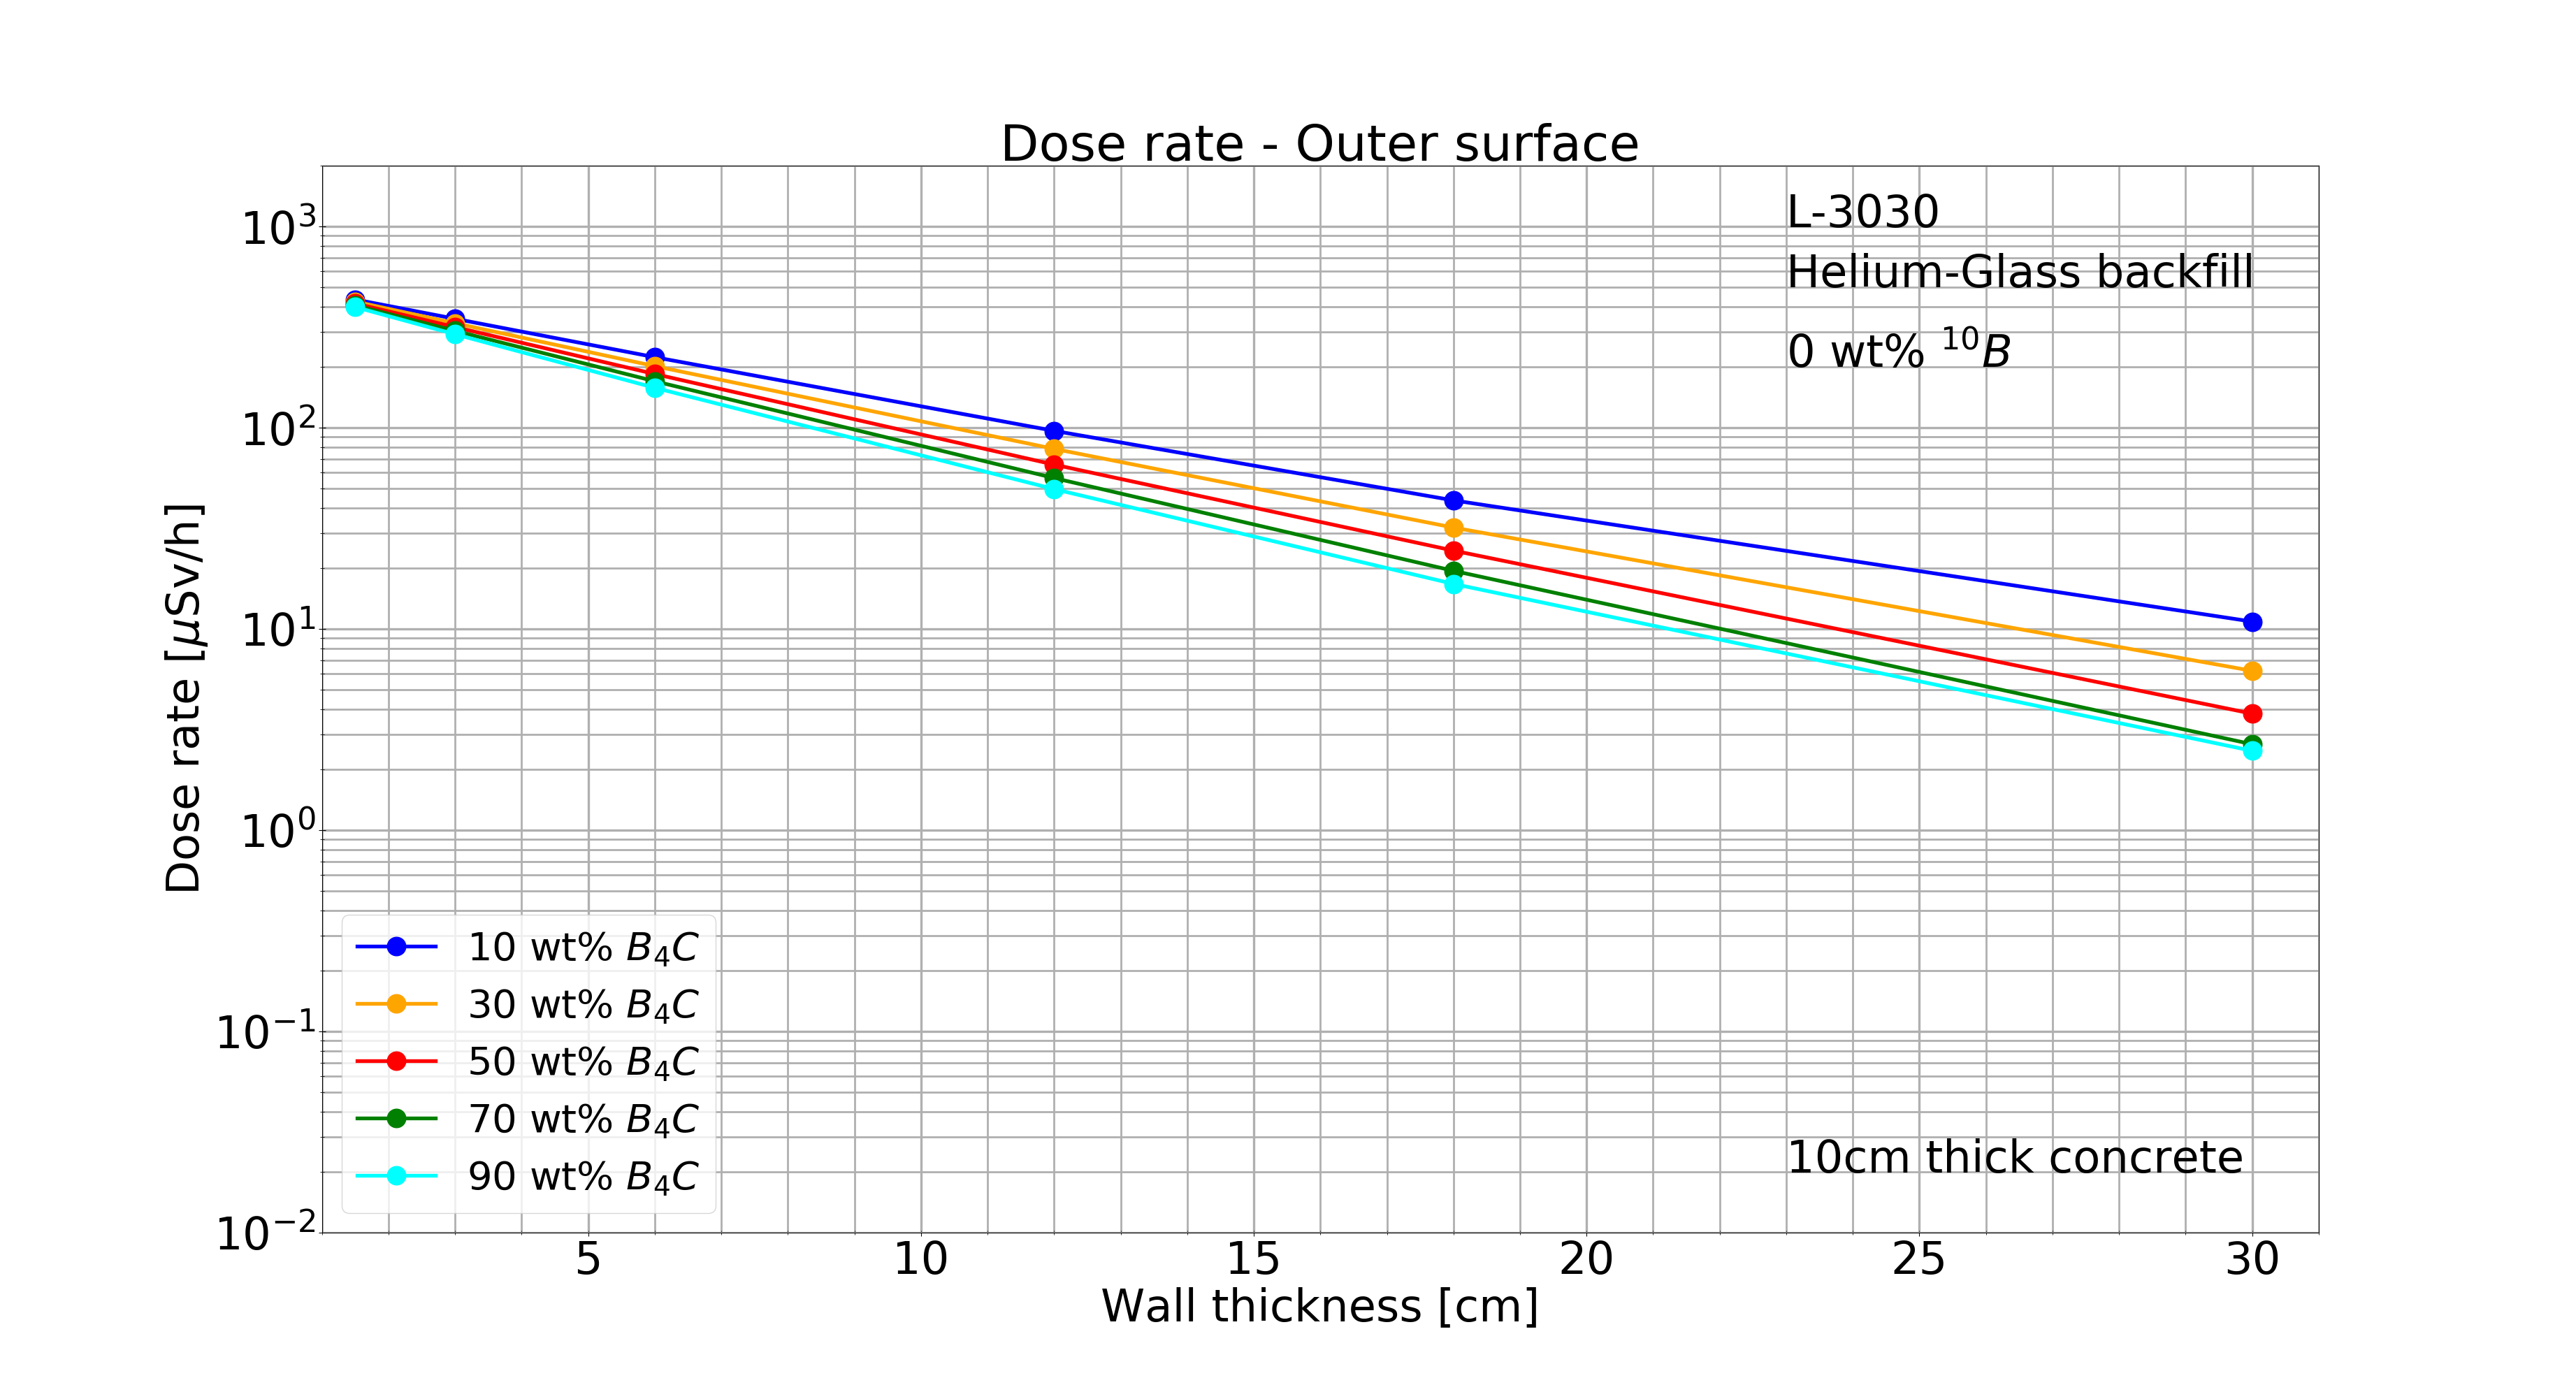 Dose rate - Outer surface
L-3030
Helium-Glass backfill
0 wt% ¹⁰B
10cm thick concrete
Dose rate [μSv/h]
10³
10²
10¹
10⁰
10⁻¹
10⁻²
10 wt% B₄C
30 wt% B₄C
50 wt% B₄C
70 wt% B₄C
90 wt% B₄C
5 10 15 20 25 30
Wall thickness [cm]